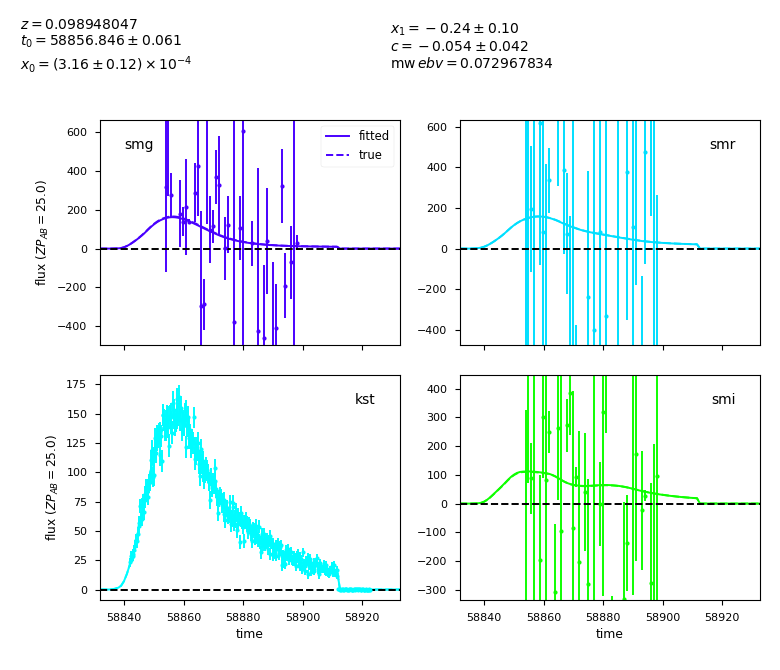 z = 0.098948047
t₀ = 58856.846 ± 0.061
x₀ = (3.16 ± 0.12) × 10⁻⁴
x₁ = −0.24 ± 0.10
c = −0.054 ± 0.042
mw ebv = 0.072967834
smg
fitted
true
600
400
200
0
−200
−400
flux (ZP_AB = 25.0)
smr
600
400
200
0
−200
−400
kst
175
150
125
100
75
50
25
0
flux (ZP_AB = 25.0)
58840 58860 58880 58900 58920
time
smi
400
300
200
100
0
−100
−200
−300
58840 58860 58880 58900 58920
time